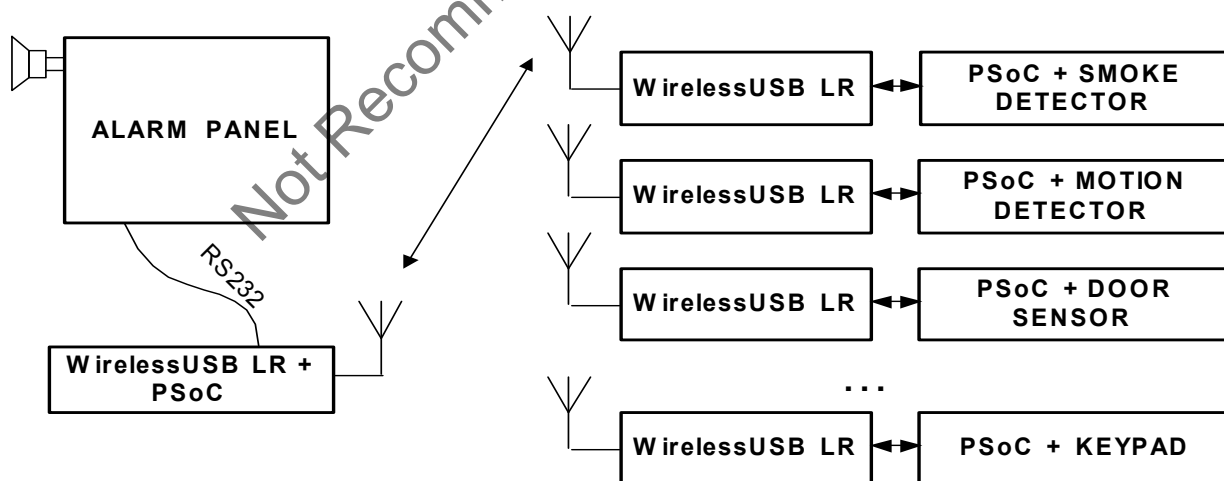 ALARM PANEL
RS232
WirelessUSB LR +
PSoC
Not Recomm
WirelessUSB LR
PSoC + SMOKE
DETECTOR
WirelessUSB LR
PSoC + MOTION
DETECTOR
WirelessUSB LR
PSoC + DOOR
SENSOR
...
WirelessUSB LR
PSoC + KEYPAD